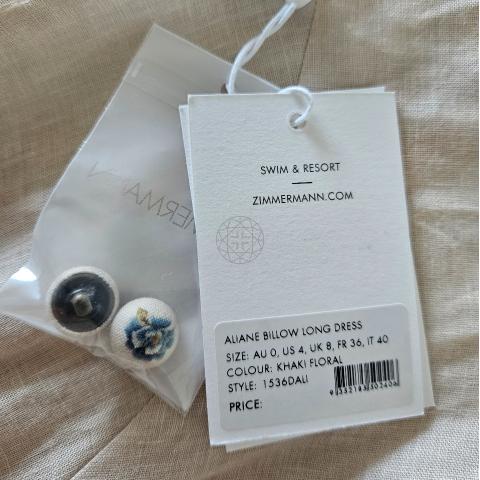 SWIM & RESORT
ZIMMERMANN.COM
ZIMMERMANN
ALIANE BILLOW LONG DRESS
SIZE: AU 0, US 4, UK 8, FR 36, IT 40
COLOUR: KHAKI FLORAL
STYLE: 1536DALI
PRICE: